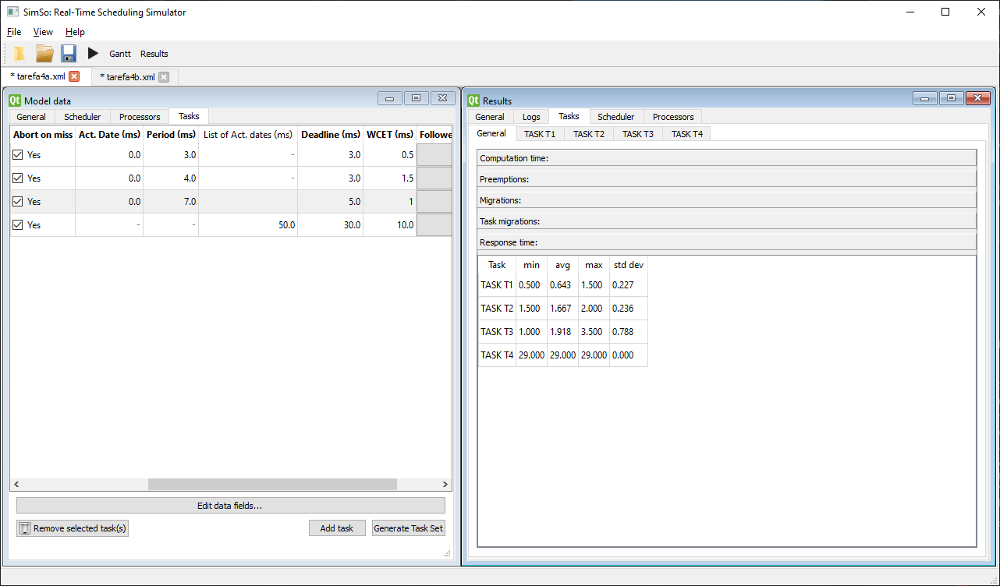 SimSo: Real-Time Scheduling Simulator
File View Help
Gantt Results
* tarefa4a.xml * tarefa4b.xml
Qt Model data
General Scheduler Processors Tasks
Abort on miss Act. Date (ms) Period (ms) List of Act. dates (ms) Deadline (ms) WCET (ms) Followe
Yes 0.0 3.0 - 3.0 0.5
Yes 0.0 4.0 - 3.0 1.5
Yes 0.0 7.0 - 5.0 1
Yes - - 50.0 30.0 10.0
Edit data fields...
Remove selected task(s) Add task Generate Task Set
Qt Results
General Logs Tasks Scheduler Processors
General TASK T1 TASK T2 TASK T3 TASK T4
Computation time:
Preemptions:
Migrations:
Task migrations:
Response time:
Task min avg max std dev
TASK T1 0.500 0.643 1.500 0.227
TASK T2 1.500 1.667 2.000 0.236
TASK T3 1.000 1.918 3.500 0.788
TASK T4 29.000 29.000 29.000 0.000